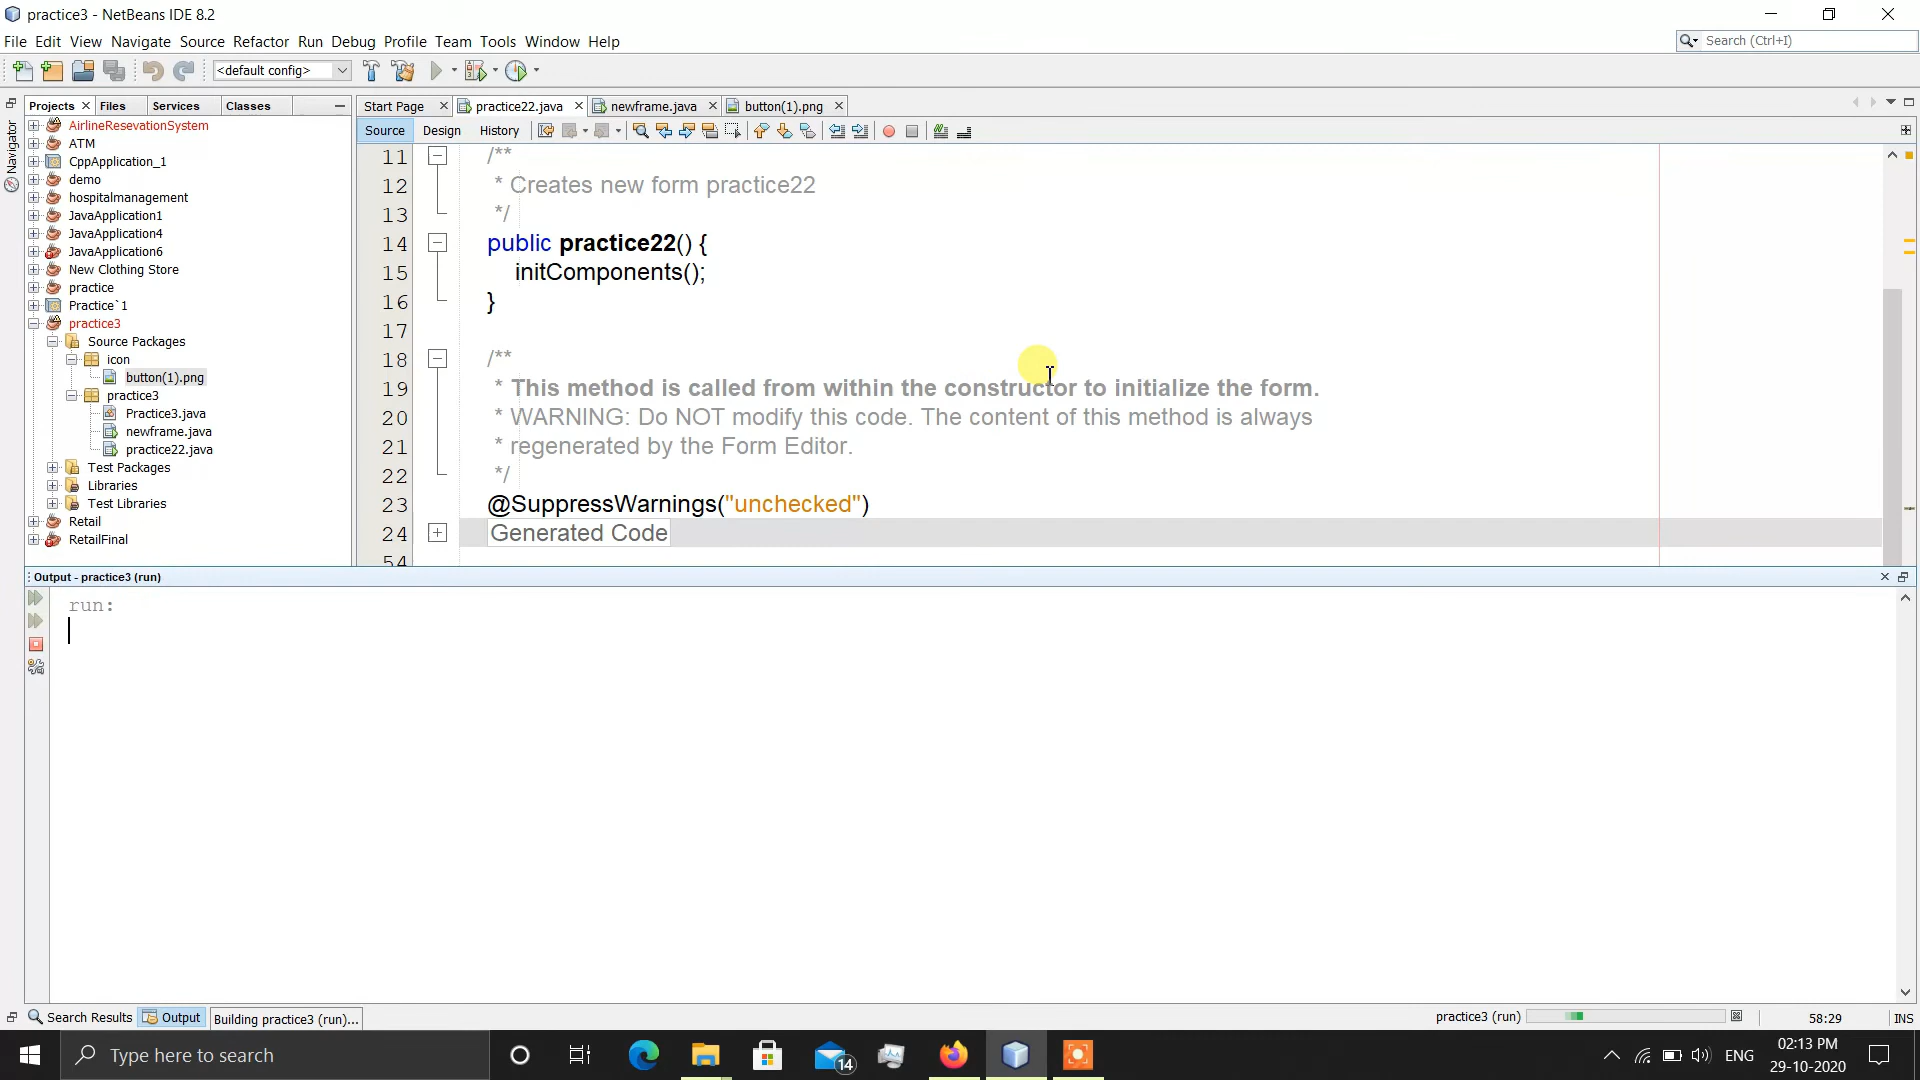 practice3 - NetBeans IDE 8.2
File Edit View Navigate Source Refactor Run Debug Profile Team Tools Window Help
Search (Ctrl+I)
<default config>
Projects Files Services Classes
Start Page practice22.java newframe.java button(1).png
Source Design History
Navigator
AirlineResevationSystem
ATM
CppApplication_1
demo
hospitalmanagement
JavaApplication1
JavaApplication4
JavaApplication6
New Clothing Store
practice
Practice`1
practice3
Source Packages
icon
button(1).png
practice3
Practice3.java
newframe.java
practice22.java
Test Packages
Libraries
Test Libraries
Retail
RetailFinal
11 /**
12 * Creates new form practice22
13 */
14 public practice22() {
15 initComponents();
16 }
17
18 /**
19 * This method is called from within the constructor to initialize the form.
20 * WARNING: Do NOT modify this code. The content of this method is always
21 * regenerated by the Form Editor.
22 */
23 @SuppressWarnings("unchecked")
24 Generated Code
54
Output - practice3 (run)
run:
Search Results Output Building practice3 (run)...
practice3 (run) 58:29 INS
Type here to search
14
ENG
02:13 PM
29-10-2020